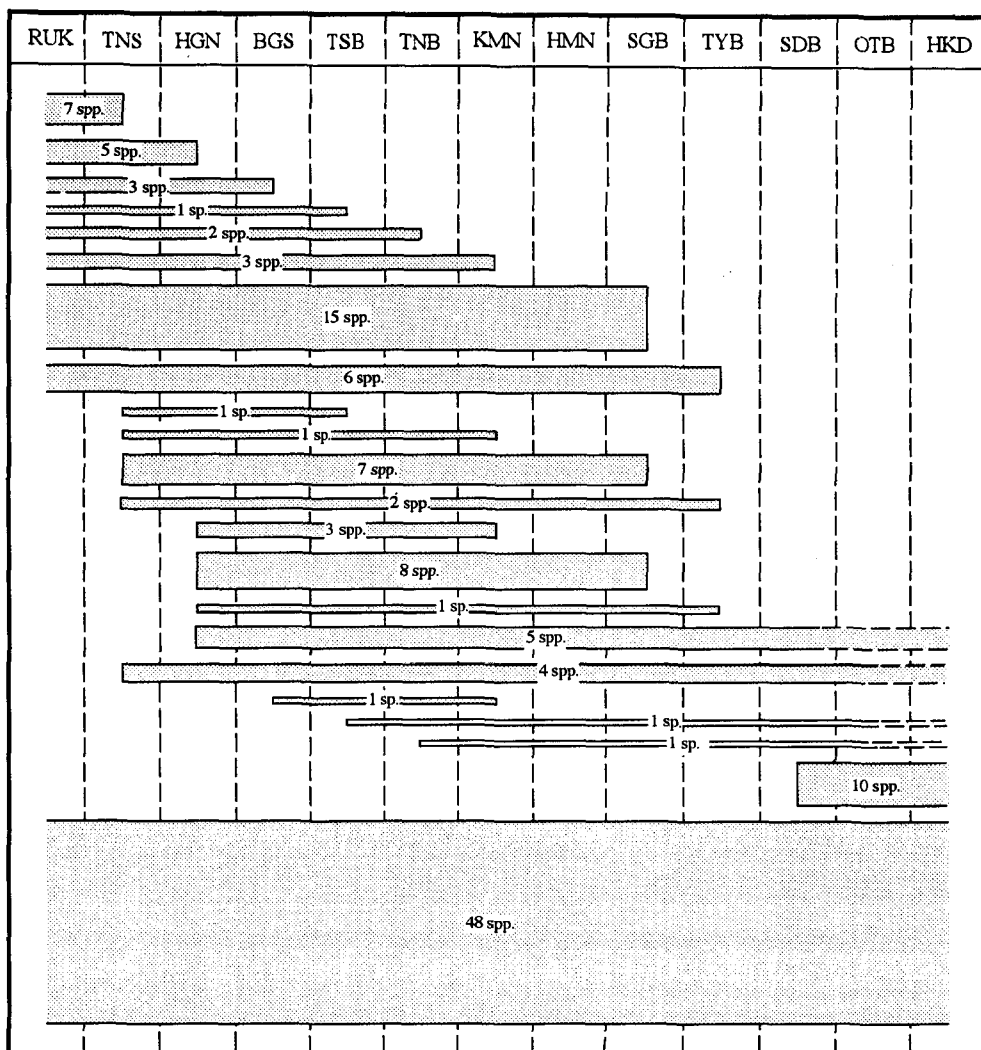 RUK TNS HGN BGS TSB TNB KMN HMN SGB TYB SDB OTB HKD
7 spp.
5 spp.
3 spp.
1 sp.
2 spp.
3 spp.
15 spp.
6 spp.
1 sp.
1 sp.
7 spp.
2 spp.
3 spp.
8 spp.
1 sp.
5 spp.
4 spp.
1 sp.
1 sp.
1 sp.
10 spp.
48 spp.